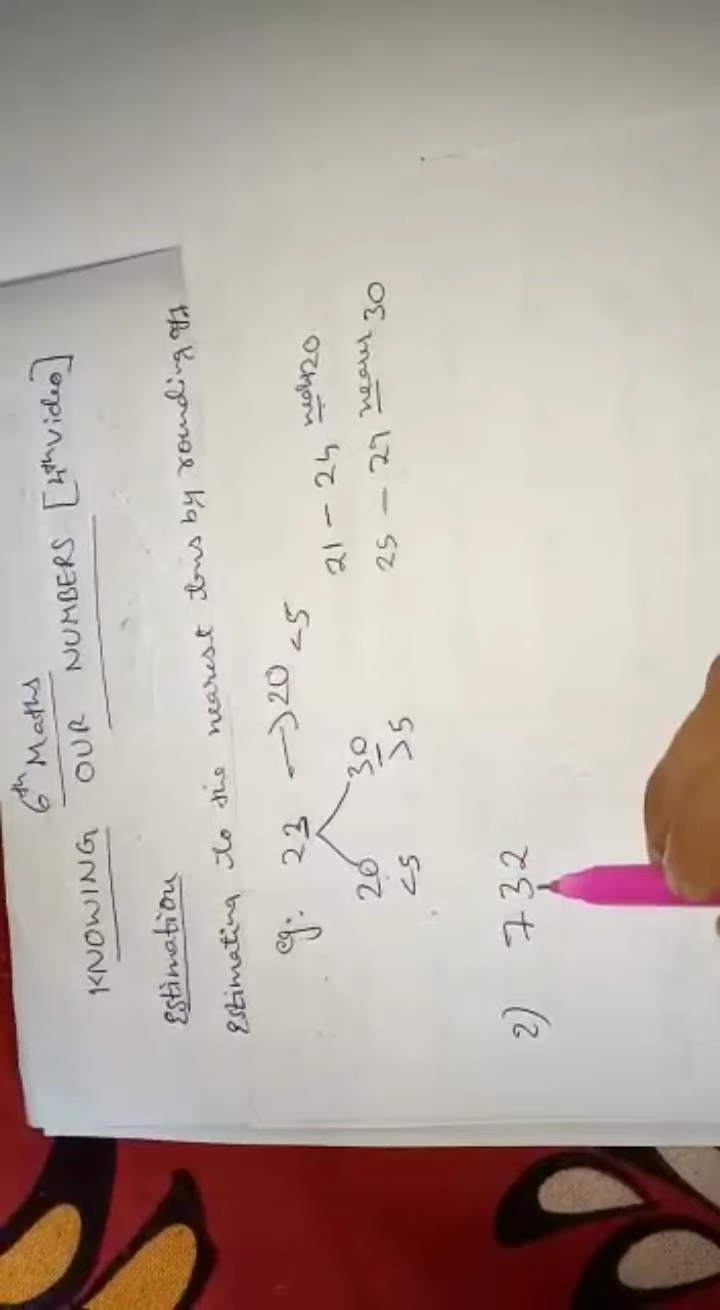 6th Maths
KNOWING OUR NUMBERS [4th video]
Estimation
Estimating to the nearest tens by rounding off
eg: 23 → 20 <5
20 30
<5 >5
21 – 24 near 20
25 – 29 nearer 30
2) 732